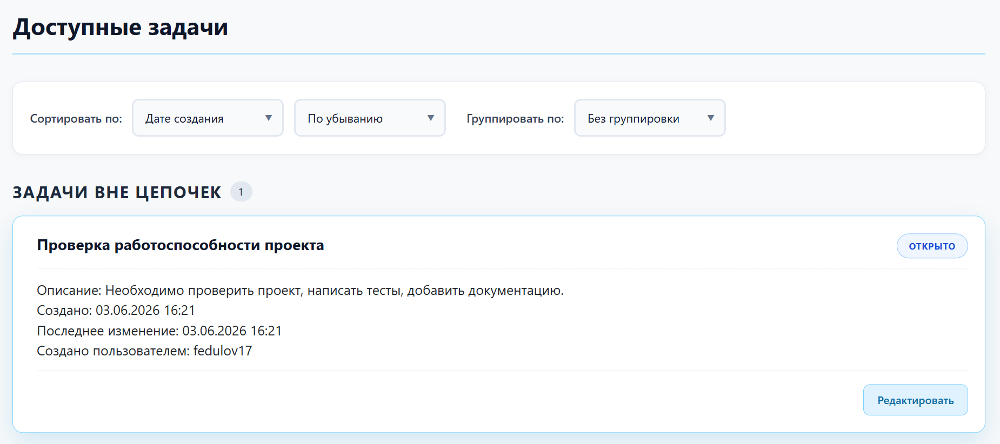 Доступные задачи
Сортировать по: Дате создания По убыванию Группировать по: Без группировки
ЗАДАЧИ ВНЕ ЦЕПОЧЕК 1
Проверка работоспособности проекта ОТКРЫТО
Описание: Необходимо проверить проект, написать тесты, добавить документацию.
Создано: 03.06.2026 16:21
Последнее изменение: 03.06.2026 16:21
Создано пользователем: fedulov17
Редактировать